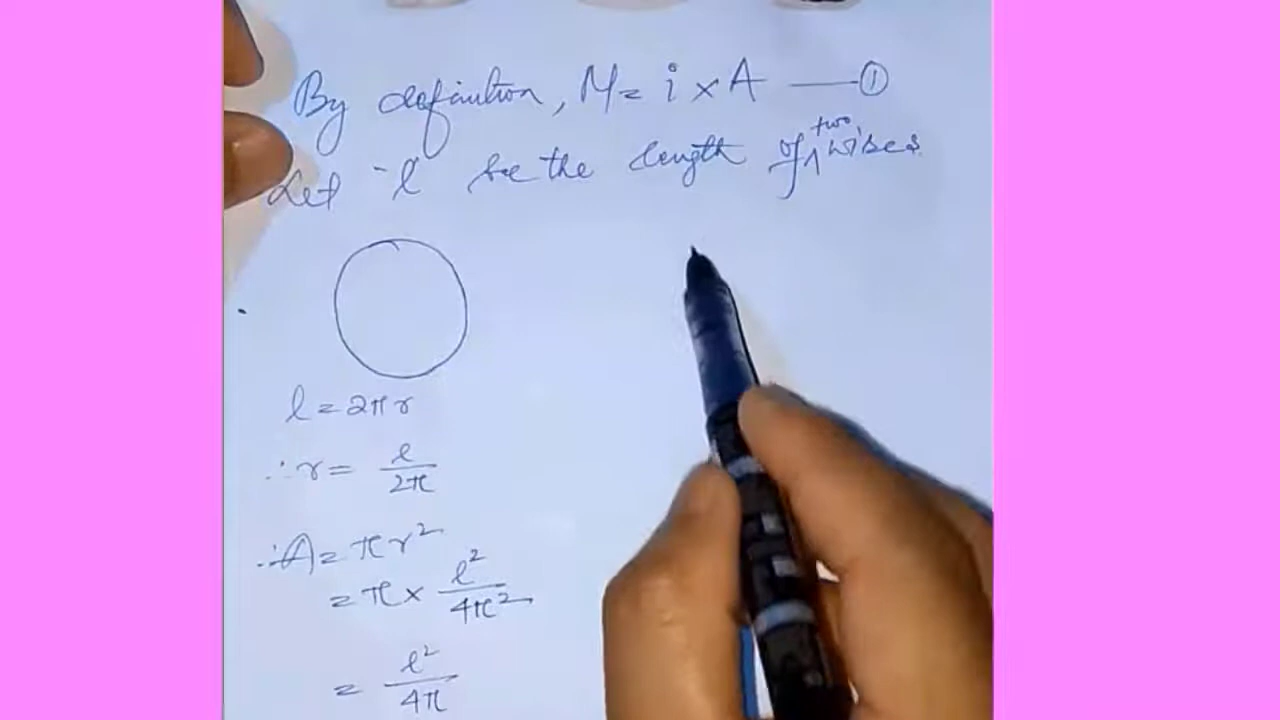 By definition, M = i × A —— ①
Let l be the length of two wires.
l = 2πr
∴ r = l/2π
∴ A = πr²
= π × l²/4π²
= l²/4π